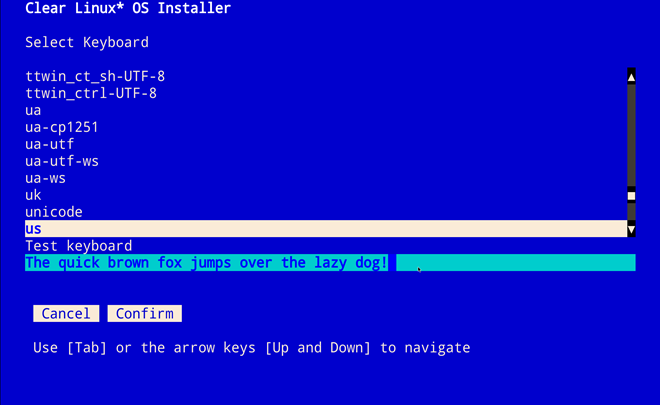 Clear Linux* OS Installer
Select Keyboard
ttwin_ct_sh-UTF-8
ttwin_ctrl-UTF-8
ua
ua-cp1251
ua-utf
ua-utf-ws
ua-ws
uk
unicode
us
Test keyboard
The quick brown fox jumps over the lazy dog!
Cancel Confirm
Use [Tab] or the arrow keys [Up and Down] to navigate